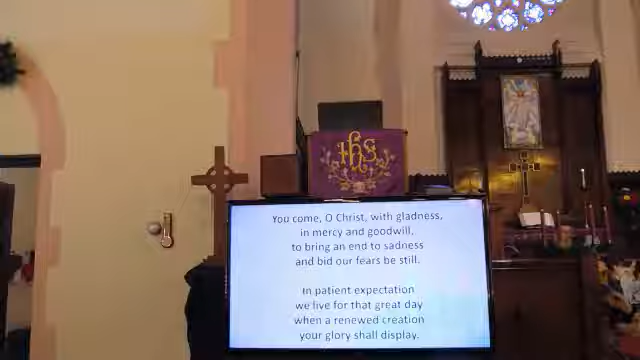 ihs
You come, O Christ, with gladness,
in mercy and goodwill,
to bring an end to sadness
and bid our fears be still.
In patient expectation
we live for that great day
when a renewed creation
your glory shall display.